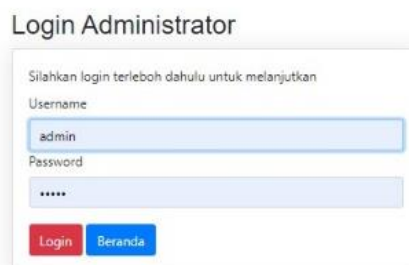 Login Administrator
Silahkan login terleboh dahulu untuk melanjutkan
Username
admin
Password
•••••
Login Beranda